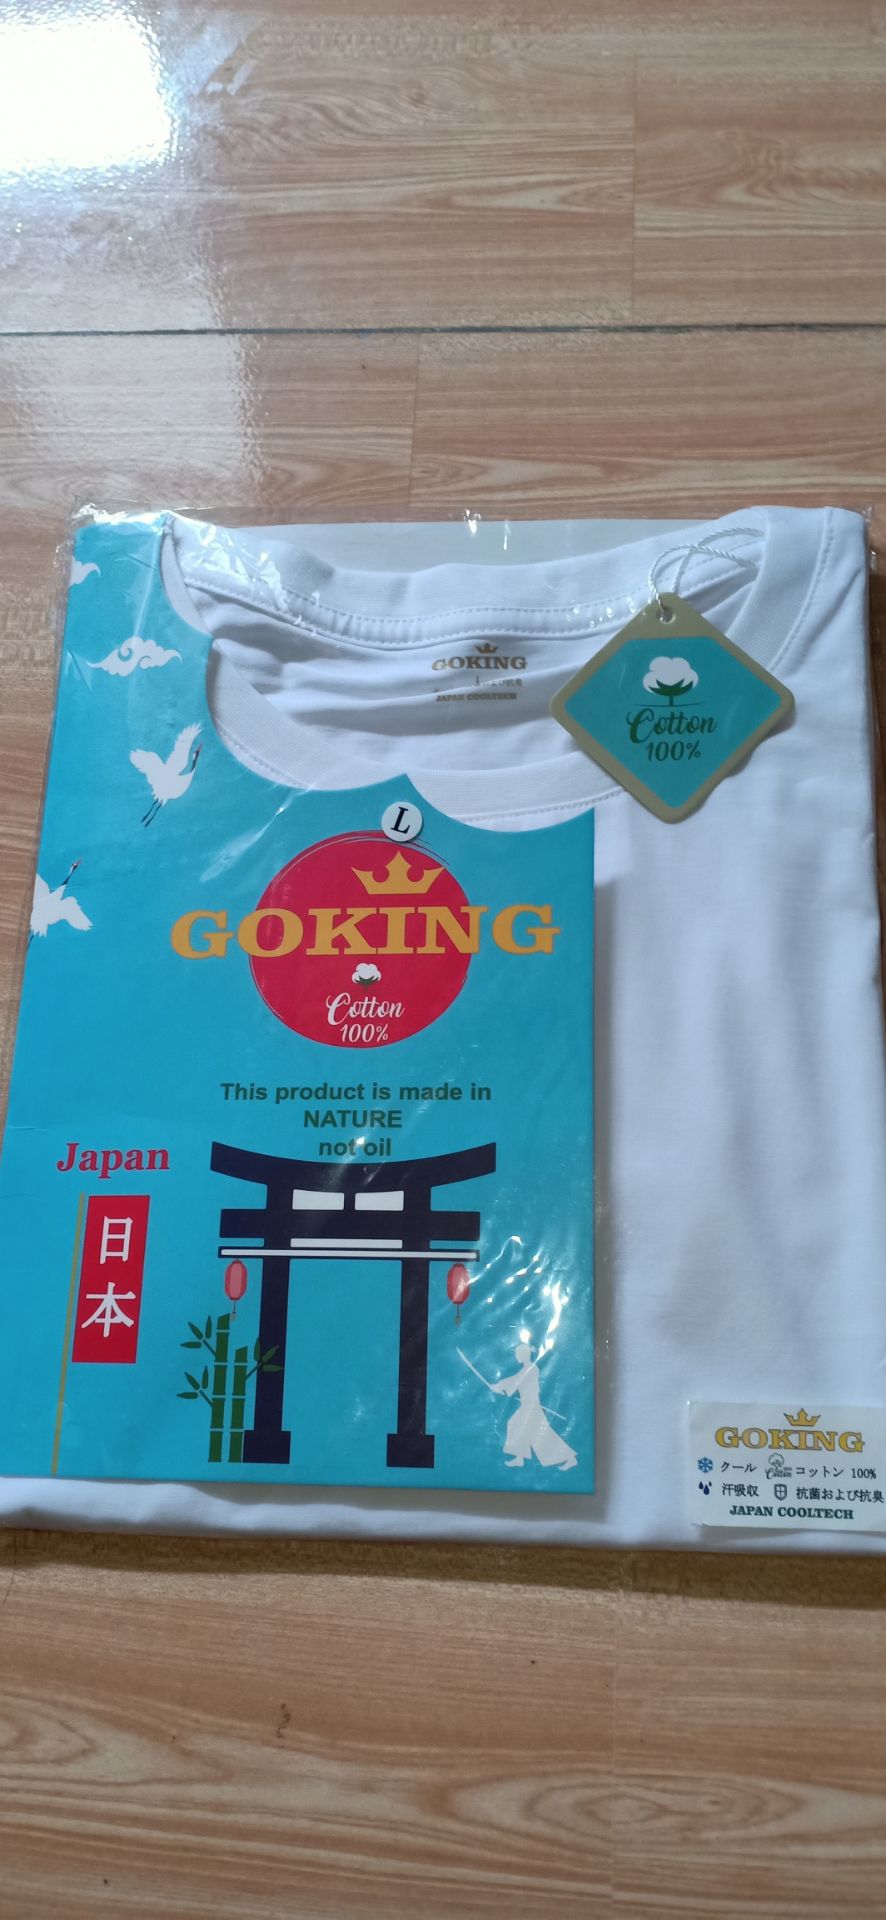 GOKING
JAPAN COOLTECH
Cotton
100%
L
GOKING
Cotton
100%
This product is made in
NATURE
not oil
Japan
日本
GOKING
クール Cotton コットン 100%
汗吸収 抗菌および抗臭
JAPAN COOLTECH